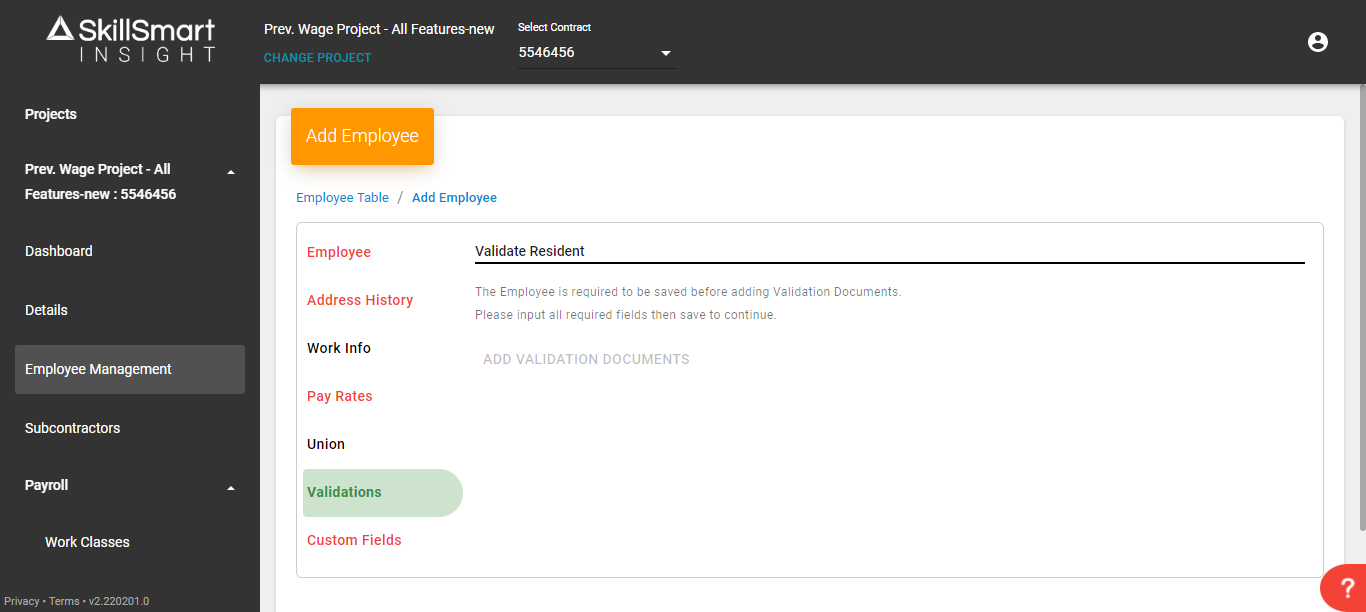 SkillSmart
INSIGHT
Prev. Wage Project - All Features-new
CHANGE PROJECT
Select Contract
5546456
Projects
Prev. Wage Project - All
Features-new : 5546456
Dashboard
Details
Employee Management
Subcontractors
Payroll
Work Classes
Privacy • Terms • v2.220201.0
Add Employee
Employee Table / Add Employee
Employee
Address History
Work Info
Pay Rates
Union
Validations
Custom Fields
Validate Resident
The Employee is required to be saved before adding Validation Documents.
Please input all required fields then save to continue.
ADD VALIDATION DOCUMENTS
?